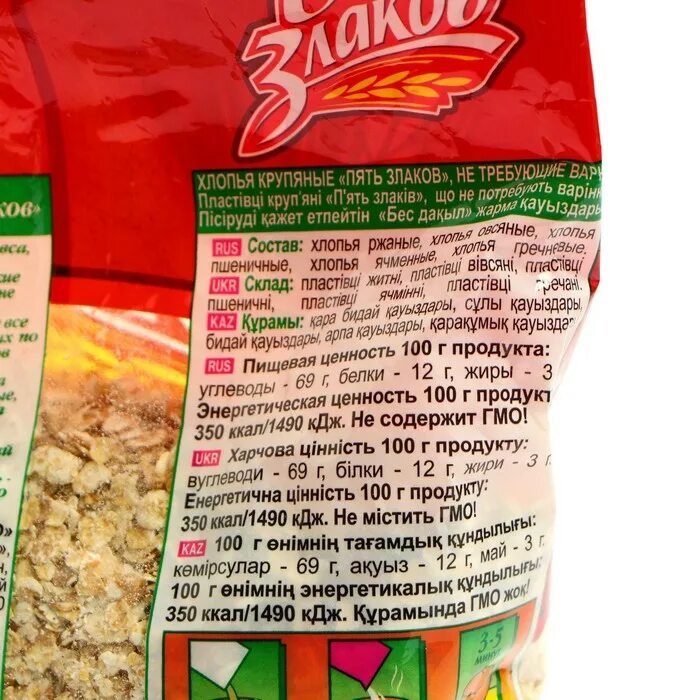 Злаков
ХЛОПЬЯ КРУПЯНЫЕ «ПЯТЬ ЗЛАКОВ», НЕ ТРЕБУЮЩИЕ ВАР
Пластівці круп'яні «П'ять злаків», що не потребують варінн
Пісіруді қажет етпейтін «Бес дақыл» жарма қауыздары
RUS Состав: хлопья ржаные, хлопья овсяные, хлопья
пшеничные, хлопья ячменные, хлопья гречневые.
UKR Склад: пластівці житні, пластівці вівсяні, пластівці
пшеничні, пластівці ячмінні, пластівці гречані.
KAZ Құрамы: қара бидай қауыздары, сұлы қауыздары,
бидай қауыздары, арпа қауыздары, қарақұмық қауыздар
RUS Пищевая ценность 100 г продукта:
углеводы - 69 г, белки - 12 г, жиры - 3
Энергетическая ценность 100 г продукт
350 ккал/1490 кДж. Не содержит ГМО!
UKR Харчова цінність 100 г продукту:
вуглеводи - 69 г, білки - 12 г, жири - 3 г.
Енергетична цінність 100 г продукту:
350 ккал/1490 кДж. Не містить ГМО!
KAZ 100 г өнімнің тағамдық құндылығы:
көмірсулар - 69 г, ақуыз - 12 г, май - 3 г.
100 г өнімнің энергетикалық құндылығы:
350 ккал/1490 кДж. Құрамында ГМО жоқ!
3-5
минут